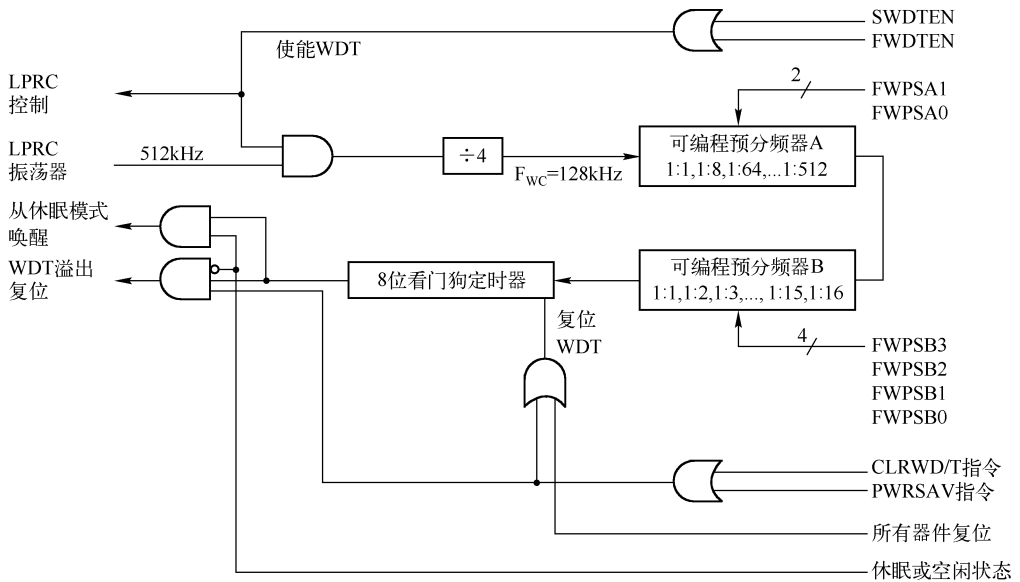 SWDTEN
FWDTEN
使能WDT
LPRC
控制
2
FWPSA1
FWPSA0
LPRC
振荡器
512kHz
÷4
FWC=128kHz
可编程预分频器A
1:1,1:8,1:64,...1:512
从休眠模式
唤醒
WDT溢出
复位
8位看门狗定时器
可编程预分频器B
1:1,1:2,1:3,..., 1:15,1:16
复位
WDT
4
FWPSB3
FWPSB2
FWPSB1
FWPSB0
CLRWD/T指令
PWRSAV指令
所有器件复位
休眠或空闲状态